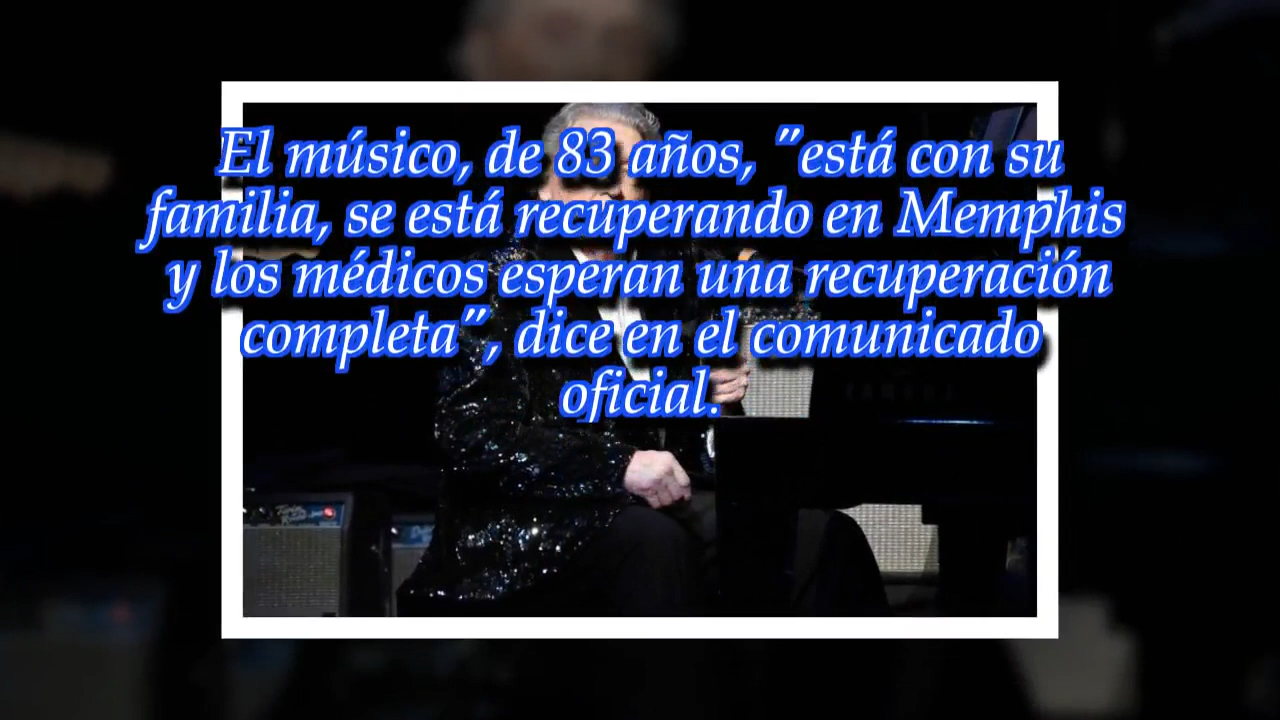 El músico, de 83 años, "está con su
familia, se está recuperando en Memphis
y los médicos esperan una recuperación
completa", dice en el comunicado
oficial.
YAMAHA